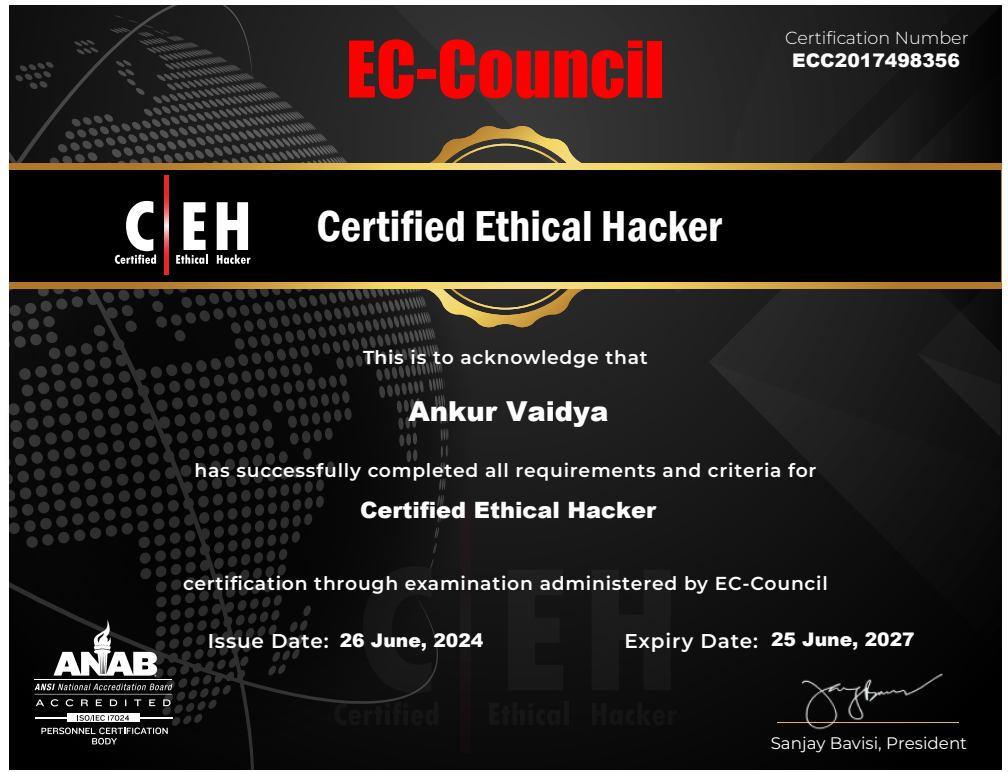 EC-Council
Certification Number
ECC2017498356
C EH
Certified Ethical Hacker
Certified Ethical Hacker
This is to acknowledge that
Ankur Vaidya
has successfully completed all requirements and criteria for
Certified Ethical Hacker
certification through examination administered by EC-Council
Issue Date: 26 June, 2024
Expiry Date: 25 June, 2027
C EH
Certified Ethical Hacker
ANAB
ANSI National Accreditation Board
ACCREDITED
ISO/IEC 17024
PERSONNEL CERTIFICATION
BODY
Sanjay Bavisi, President